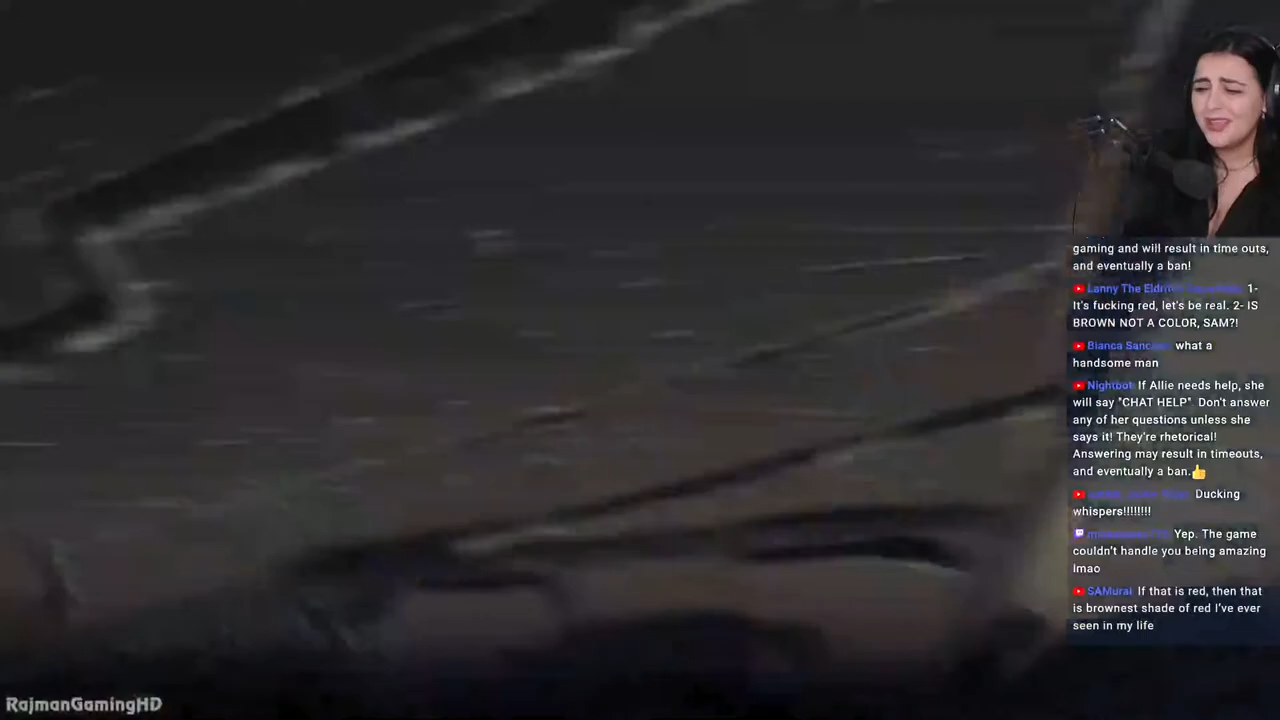 gaming and will result in time outs,
and eventually a ban!
Lanny The 1-
It's fucking red, let's be real. 2- IS
BROWN NOT A COLOR, SAM?!
Bianca what a
handsome man
Nightbot If Allie needs help, she
will say "CHAT HELP". Don't answer
any of her questions unless she
says it! They're rhetorical!
Answering may result in timeouts,
and eventually a ban.👍
Ducking
whispers!!!!!!!!
Yep. The game
couldn't handle you being amazing
lmao
SAMurai If that is red, then that
is brownest shade of red I've ever
seen in my life
RajmanGamingHD